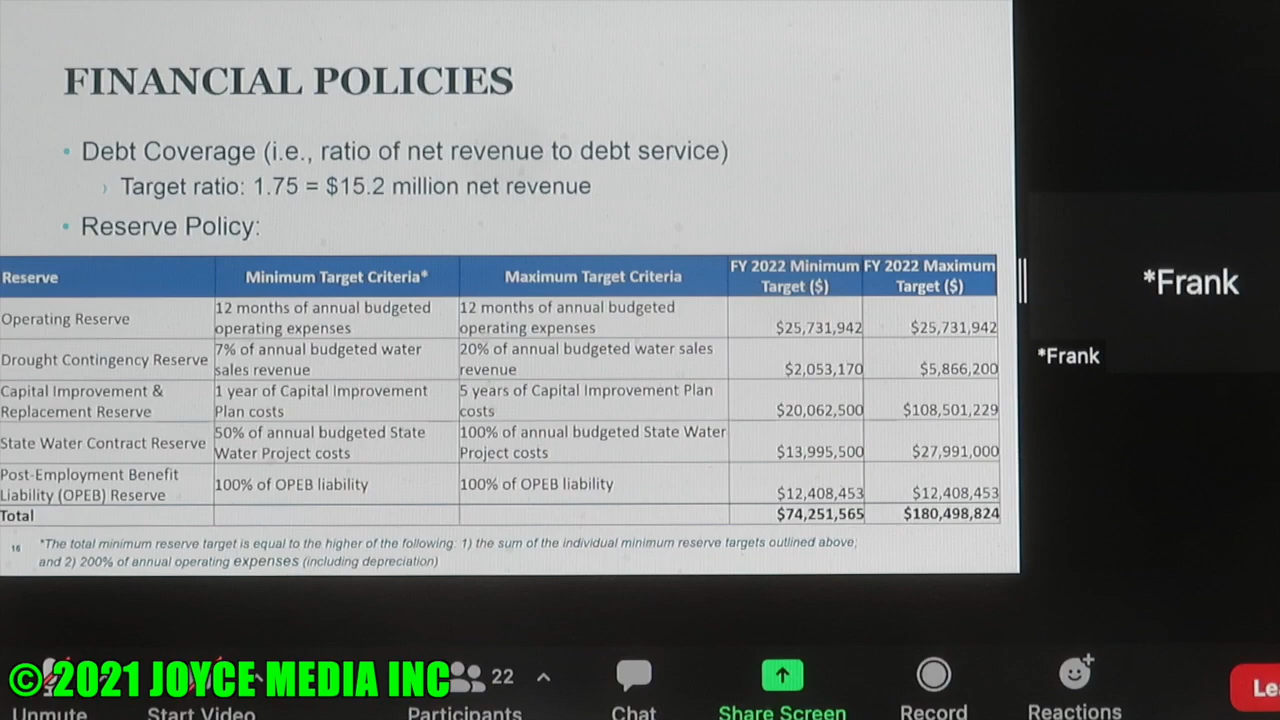 FINANCIAL POLICIES
• Debt Coverage (i.e., ratio of net revenue to debt service)
› Target ratio: 1.75 = $15.2 million net revenue
• Reserve Policy:
Reserve Minimum Target Criteria* Maximum Target Criteria FY 2022 Minimum Target ($) FY 2022 Maximum Target ($)
Operating Reserve 12 months of annual budgeted operating expenses 12 months of annual budgeted operating expenses $25,731,942 $25,731,942
Drought Contingency Reserve 7% of annual budgeted water sales revenue 20% of annual budgeted water sales revenue $2,053,170 $5,866,200
Capital Improvement & Replacement Reserve 1 year of Capital Improvement Plan costs 5 years of Capital Improvement Plan costs $20,062,500 $108,501,229
State Water Contract Reserve 50% of annual budgeted State Water Project costs 100% of annual budgeted State Water Project costs $13,995,500 $27,991,000
Post-Employment Benefit Liability (OPEB) Reserve 100% of OPEB liability 100% of OPEB liability $12,408,453 $12,408,453
Total $74,251,565 $180,498,824
16 *The total minimum reserve target is equal to the higher of the following: 1) the sum of the individual minimum reserve targets outlined above;
and 2) 200% of annual operating expenses (including depreciation)
*Frank
*Frank
© 2021 JOYCE MEDIA INC
22
Unmute Start Video Participants Chat Share Screen Record Reactions Le